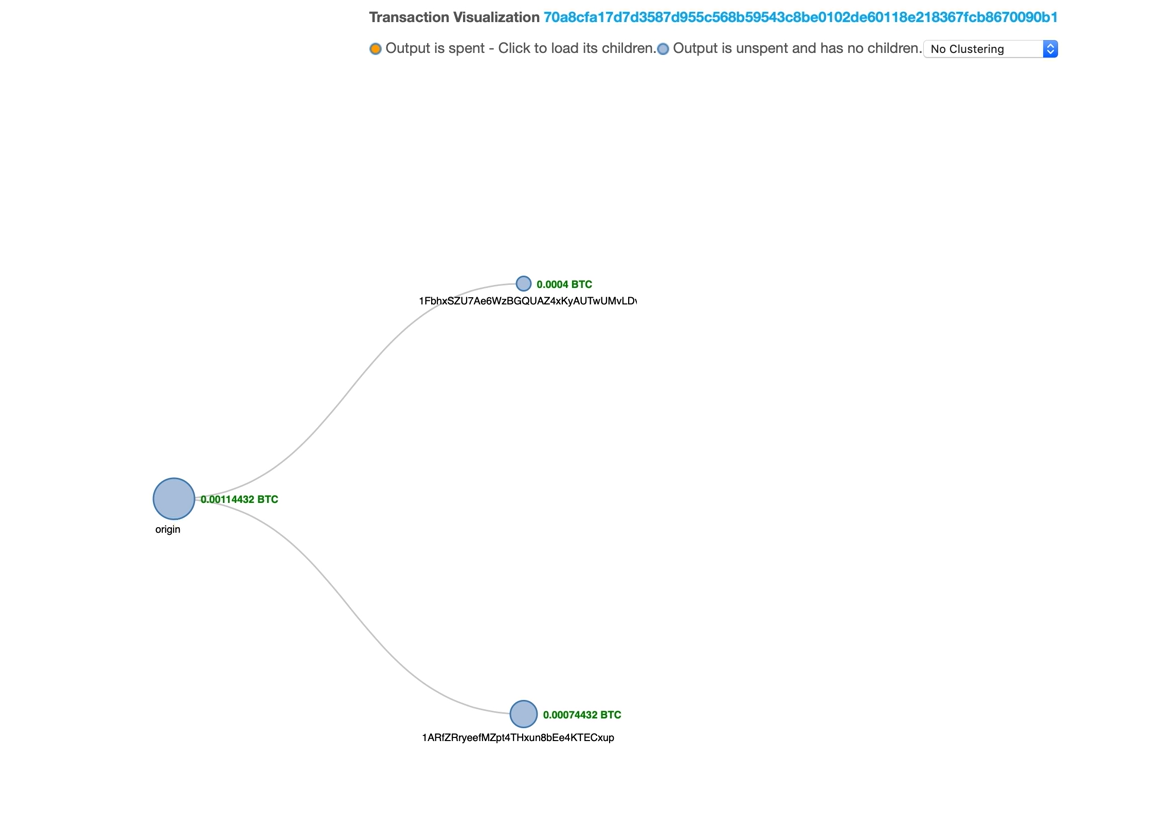 Transaction Visualization 70a8cfa17d7d3587d955c568b59543c8be0102de60118e218367fcb8670090b1
Output is spent - Click to load its children. Output is unspent and has no children. No Clustering
0.0004 BTC
1FbhxSZU7Ae6WzBGQUAZ4xKyAUTwUMvLD
0.00114432 BTC
origin
0.00074432 BTC
1ARfZRryeefMZpt4THxun8bEe4KTECxup